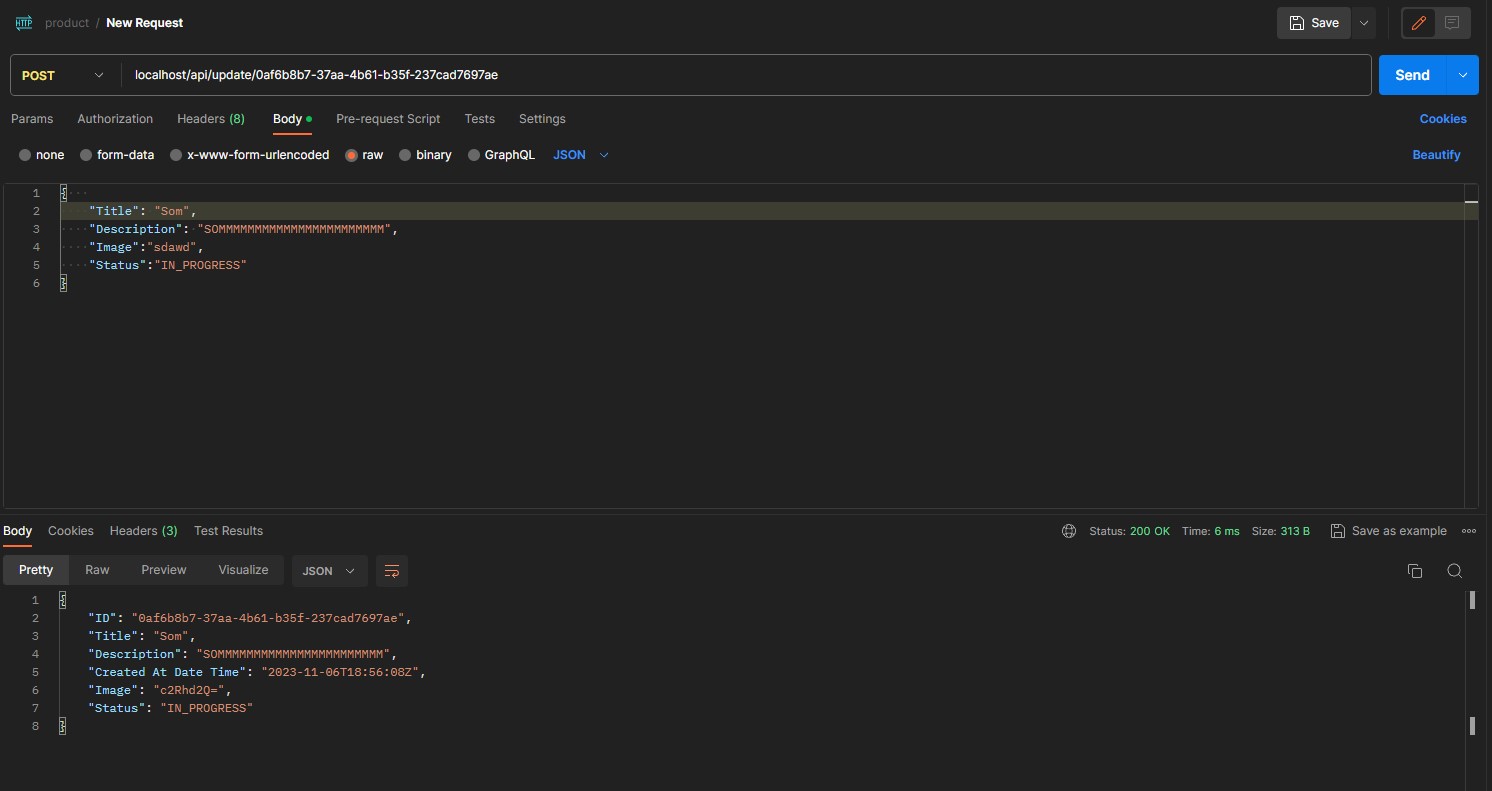 HTTP product / New Request Save
POST localhost/api/update/0af6b8b7-37aa-4b61-b35f-237cad7697ae Send
Params Authorization Headers (8) Body Pre-request Script Tests Settings Cookies
none form-data x-www-form-urlencoded raw binary GraphQL JSON Beautify
1 {
2 "Title": "Som",
3 "Description": "SOMMMMMMMMMMMMMMMMMMMMMMM",
4 "Image":"sdawd",
5 "Status":"IN_PROGRESS"
6 }
Body Cookies Headers (3) Test Results Status: 200 OK Time: 6 ms Size: 313 B Save as example
Pretty Raw Preview Visualize JSON
1 {
2 "ID": "0af6b8b7-37aa-4b61-b35f-237cad7697ae",
3 "Title": "Som",
4 "Description": "SOMMMMMMMMMMMMMMMMMMMMMMM",
5 "Created At Date Time": "2023-11-06T18:56:08Z",
6 "Image": "c2Rhd2Q=",
7 "Status": "IN_PROGRESS"
8 }